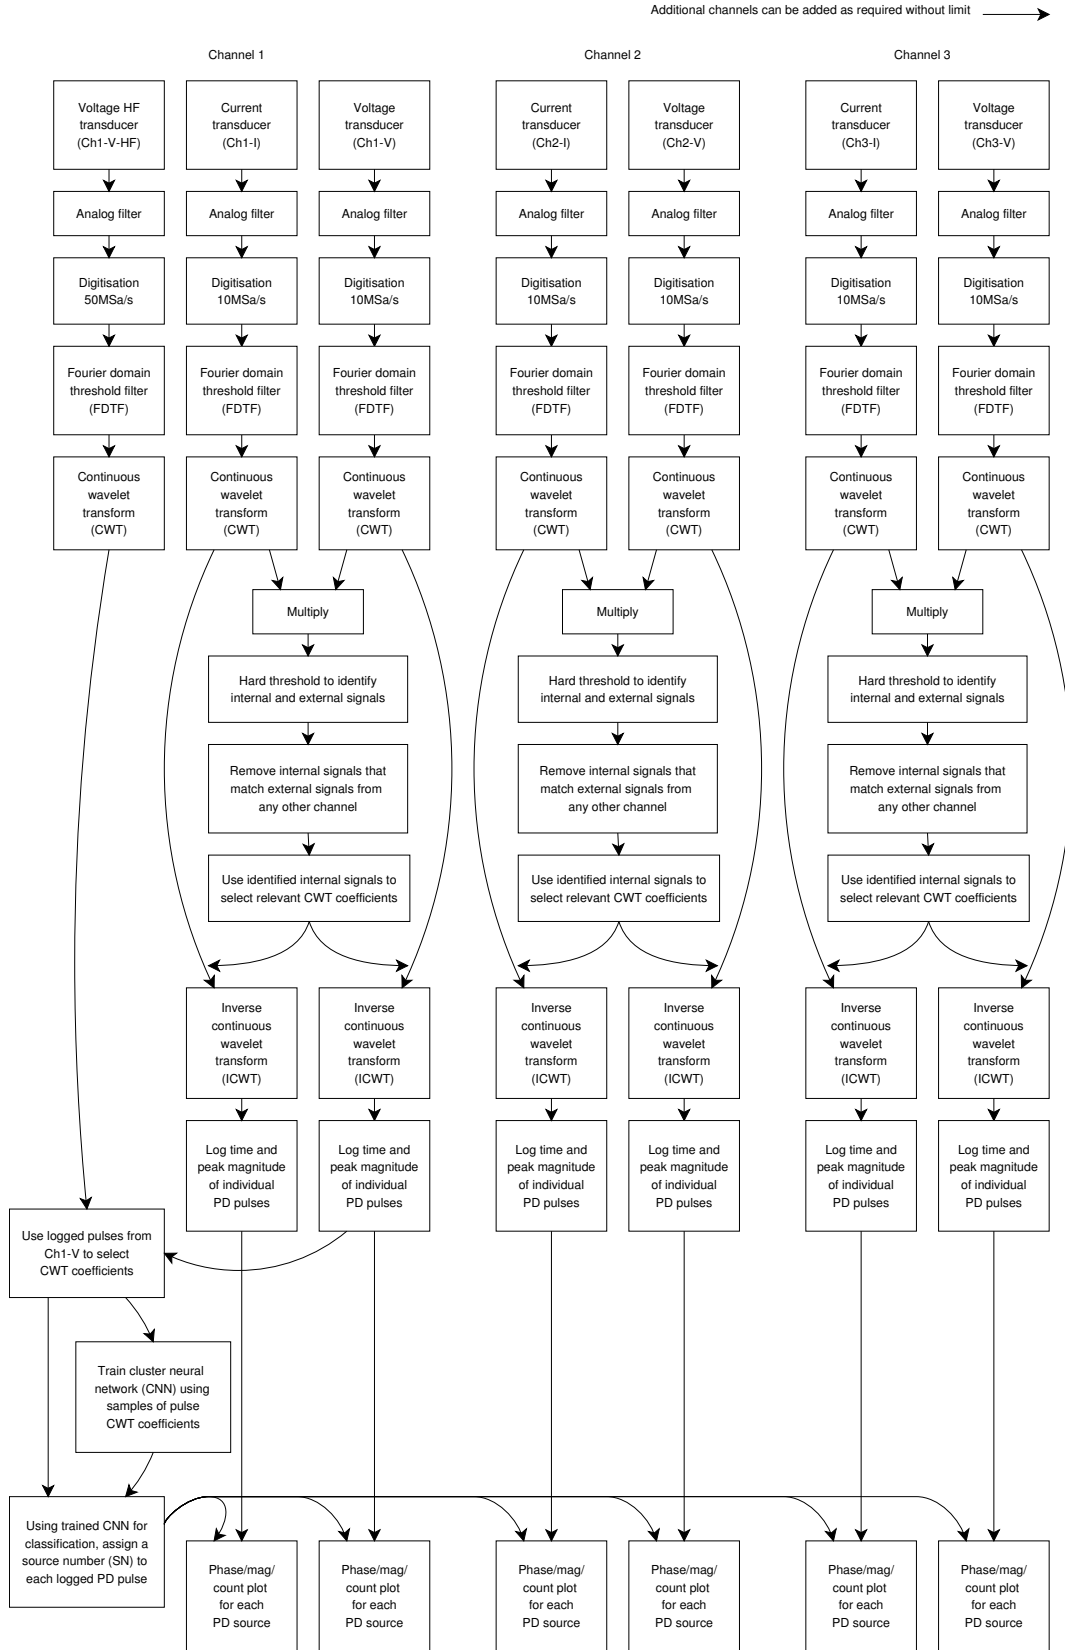 Additional channels can be added as required without limit
Channel 1
Channel 2
Channel 3
Voltage HF
transducer
(Ch1-V-HF)
Current
transducer
(Ch1-I)
Voltage
transducer
(Ch1-V)
Current
transducer
(Ch2-I)
Voltage
transducer
(Ch2-V)
Current
transducer
(Ch3-I)
Voltage
transducer
(Ch3-V)
Analog filter
Analog filter
Analog filter
Analog filter
Analog filter
Analog filter
Analog filter
Digitisation
50MSa/s
Digitisation
10MSa/s
Digitisation
10MSa/s
Digitisation
10MSa/s
Digitisation
10MSa/s
Digitisation
10MSa/s
Digitisation
10MSa/s
Fourier domain
threshold filter
(FDTF)
Fourier domain
threshold filter
(FDTF)
Fourier domain
threshold filter
(FDTF)
Fourier domain
threshold filter
(FDTF)
Fourier domain
threshold filter
(FDTF)
Fourier domain
threshold filter
(FDTF)
Fourier domain
threshold filter
(FDTF)
Continuous
wavelet
transform
(CWT)
Continuous
wavelet
transform
(CWT)
Continuous
wavelet
transform
(CWT)
Continuous
wavelet
transform
(CWT)
Continuous
wavelet
transform
(CWT)
Continuous
wavelet
transform
(CWT)
Continuous
wavelet
transform
(CWT)
Multiply
Multiply
Multiply
Hard threshold to identify
internal and external signals
Hard threshold to identify
internal and external signals
Hard threshold to identify
internal and external signals
Remove internal signals that
match external signals from
any other channel
Remove internal signals that
match external signals from
any other channel
Remove internal signals that
match external signals from
any other channel
Use identified internal signals to
select relevant CWT coefficients
Use identified internal signals to
select relevant CWT coefficients
Use identified internal signals to
select relevant CWT coefficients
Inverse
continuous
wavelet
transform
(ICWT)
Inverse
continuous
wavelet
transform
(ICWT)
Inverse
continuous
wavelet
transform
(ICWT)
Inverse
continuous
wavelet
transform
(ICWT)
Inverse
continuous
wavelet
transform
(ICWT)
Inverse
continuous
wavelet
transform
(ICWT)
Log time and
peak magnitude
of individual
PD pulses
Log time and
peak magnitude
of individual
PD pulses
Log time and
peak magnitude
of individual
PD pulses
Log time and
peak magnitude
of individual
PD pulses
Log time and
peak magnitude
of individual
PD pulses
Log time and
peak magnitude
of individual
PD pulses
Use logged pulses from
Ch1-V to select
CWT coefficients
Train cluster neural
network (CNN) using
samples of pulse
CWT coefficients
Using trained CNN for
classification, assign a
source number (SN) to
each logged PD pulse
Phase/mag/
count plot
for each
PD source
Phase/mag/
count plot
for each
PD source
Phase/mag/
count plot
for each
PD source
Phase/mag/
count plot
for each
PD source
Phase/mag/
count plot
for each
PD source
Phase/mag/
count plot
for each
PD source